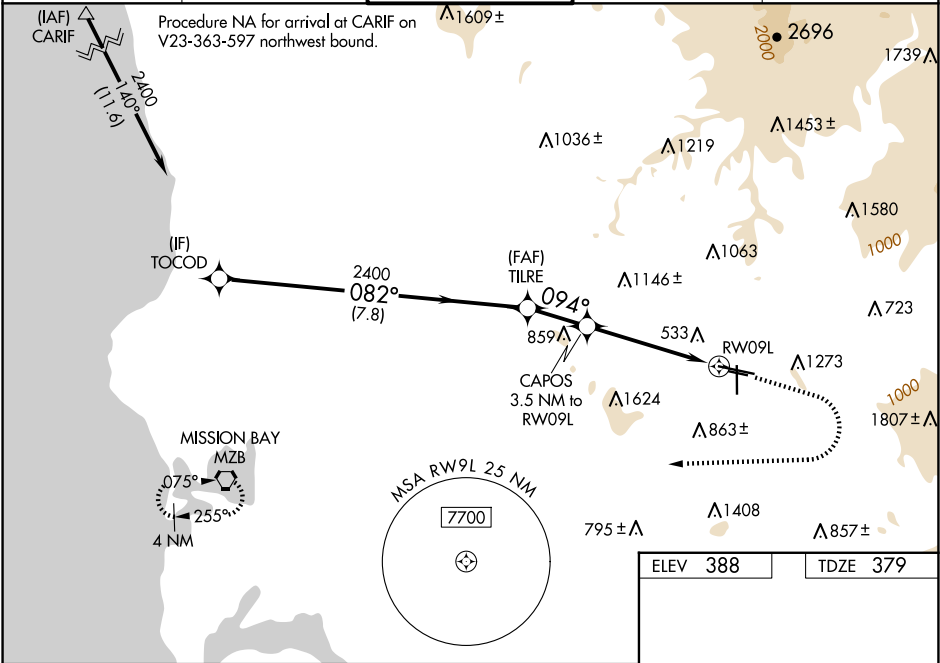 (IAF)
CARIF
Procedure NA for arrival at CARIF on
V23-363-597 northwest bound.
1609±
2000
2696
1739
2400
140°
(11.6)
1036±
1219
1453±
1580
1000
(IF)
TOCOD
2400
082°
(7.8)
(FAF)
TILRE
094°
1063
1146±
723
859
533
RW09L
CAPOS
3.5 NM to
RW09L
1273
1624
1000
863±
1807±
MISSION BAY
MZB
075°
255°
4 NM
MSA RW9L 25 NM
7700
795±
1408
857±
ELEV 388
TDZE 379